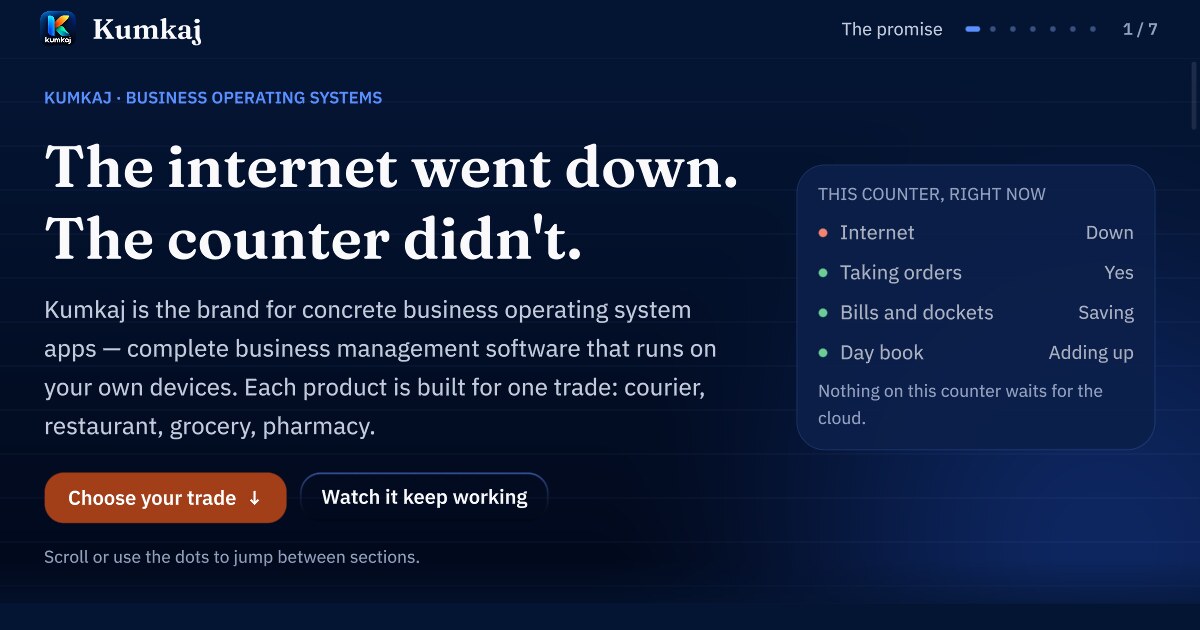 kumkaj
Kumkaj
The promise
1 / 7
KUMKAJ · BUSINESS OPERATING SYSTEMS
The internet went down.
The counter didn't.
Kumkaj is the brand for concrete business operating system
apps — complete business management software that runs on
your own devices. Each product is built for one trade: courier,
restaurant, grocery, pharmacy.
Choose your trade ↓
Watch it keep working
Scroll or use the dots to jump between sections.
THIS COUNTER, RIGHT NOW
Internet Down
Taking orders Yes
Bills and dockets Saving
Day book Adding up
Nothing on this counter waits for the
cloud.